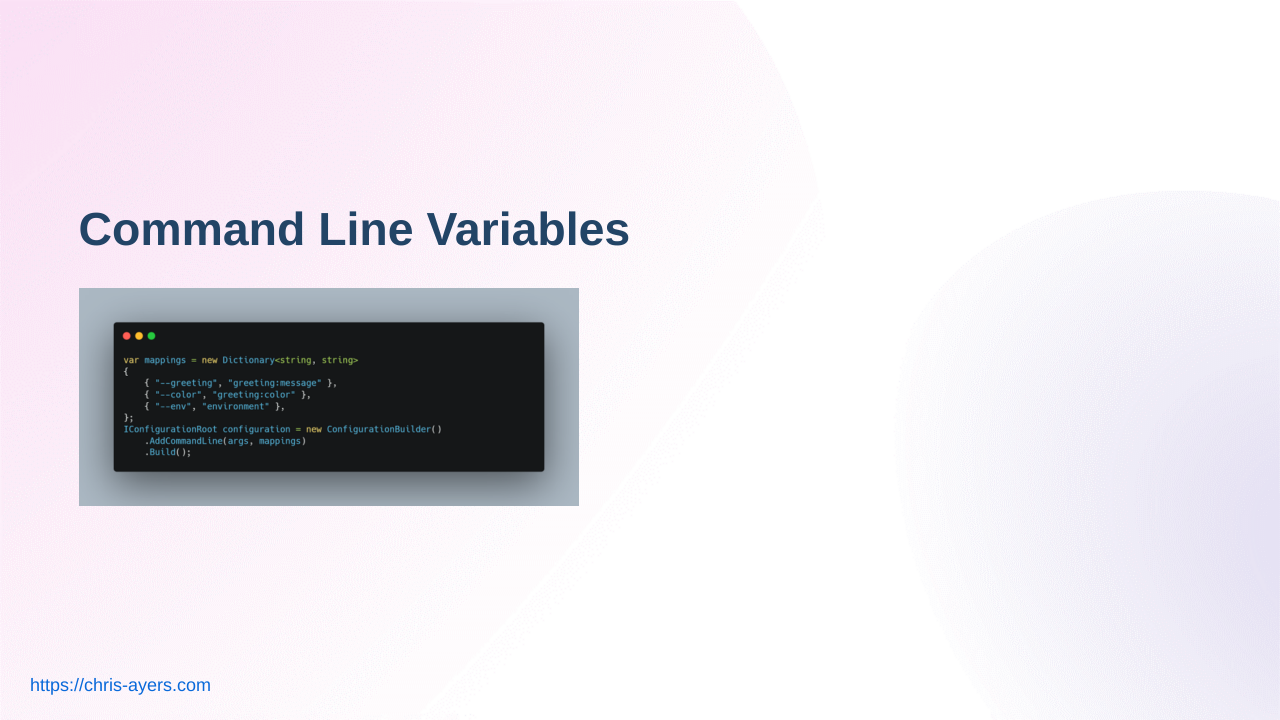 Command Line Variables
var mappings = new Dictionary<string, string>
{
    { "--greeting", "greeting:message" },
    { "--color", "greeting:color" },
    { "--env", "environment" },
};
IConfigurationRoot configuration = new ConfigurationBuilder()
    .AddCommandLine(args, mappings)
    .Build();
https://chris-ayers.com